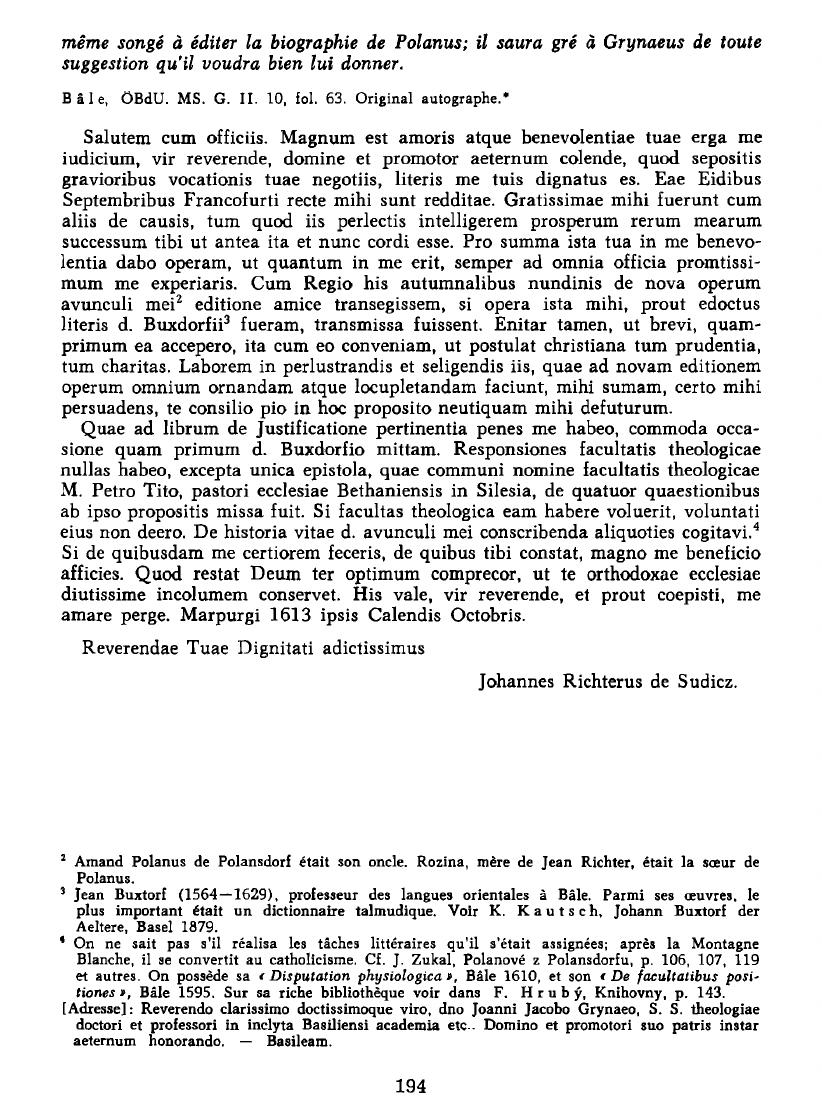 même songé à éditer la biographie de Polanus; il saura gré à Grynaeus de toute
suggestion qu'il voudra bien lui donner.
Bâle, ÖBdU. MS. G. II. 10, fol. 63. Original autographe.*
Salutem cum officiis. Magnum est amoris atque benevolentiae tuae erga me
iudicium, vir reverende, domine et promotor aeternum colende, quod sepositis
gravioribus vocationis tuae negotiis, literis me tuis dignatus es. Eae Eidibus
Septembribus Francofurti recte mihi sunt redditae. Gratissimae mihi fuerunt cum
aliis de causis, tum quod iis perlectis intelligerem prosperum rerum mearum
successum tibi ut antea ita et nunc cordi esse. Pro summa ista tua in me benevo-
lentia dabo operam, ut quantum in me erit, semper ad omnia officia promtissi-
mum me experiaris. Cum Regio his autumnalibus nundinis de nova operum
avunculi mei² editione amice transegissem, si opera ista mihi, prout edoctus
literis d. Buxdorfii³ fueram, transmissa fuissent. Enitar tamen, ut brevi, quam-
primum ea accepero, ita cum eo conveniam, ut postulat christiana tum prudentia,
tum charitas. Laborem in perlustrandis et seligendis iis, quae ad novam editionem
operum omnium ornandam atque locupletandam faciunt, mihi sumam, certo mihi
persuadens, te consilio pio in hoc proposito neutiquam mihi defuturum.
Quae ad librum de Justificatione pertinentia penes me habeo, commoda occa-
sione quam primum d. Buxdorfio mittam. Responsiones facultatis theologicae
nullas habeo, excepta unica epistola, quae communi nomine facultatis theologicae
M. Petro Tito, pastori ecclesiae Bethaniensis in Silesia, de quatuor quaestionibus
ab ipso propositis missa fuit. Si facultas theologica eam habere voluerit, voluntati
eius non deero. De historia vitae d. avunculi mei conscribenda aliquoties cogitavi.⁴
Si de quibusdam me certiorem feceris, de quibus tibi constat, magno me beneficio
afficies. Quod restat Deum ter optimum comprecor, ut te orthodoxae ecclesiae
diutissime incolumem conservet. His vale, vir reverende, et prout coepisti, me
amare perge. Marpurgi 1613 ipsis Calendis Octobris.
Reverendae Tuae Dignitati adictissimus
Johannes Richterus de Sudicz.
² Amand Polanus de Polansdorf était son oncle. Rozina, mère de Jean Richter, était la sœur de
Polanus.
³ Jean Buxtorf (1564—1629), professeur des langues orientales à Bâle. Parmi ses œuvres, le
plus important était un dictionnaire talmudique. Voir K. Kautsch, Johann Buxtorf der
Aeltere, Basel 1879.
⁴ On ne sait pas s'il réalisa les tâches littéraires qu'il s'était assignées; après la Montagne
Blanche, il se convertit au catholicisme. Cf. J. Zukal, Polanové z Polansdorfu, p. 106, 107, 119
et autres. On possède sa « Disputation physiologica », Bâle 1610, et son « De facultatibus posi-
tiones », Bâle 1595. Sur sa riche bibliothèque voir dans F. Hrubý, Knihovny, p. 143.
[Adresse]: Reverendo clarissimo doctissimoque viro, dno Joanni Jacobo Grynaeo, S. S. theologiae
doctori et professori in inclyta Basiliensi academia etc.. Domino et promotori suo patris instar
aeternum honorando. — Basileam.
194